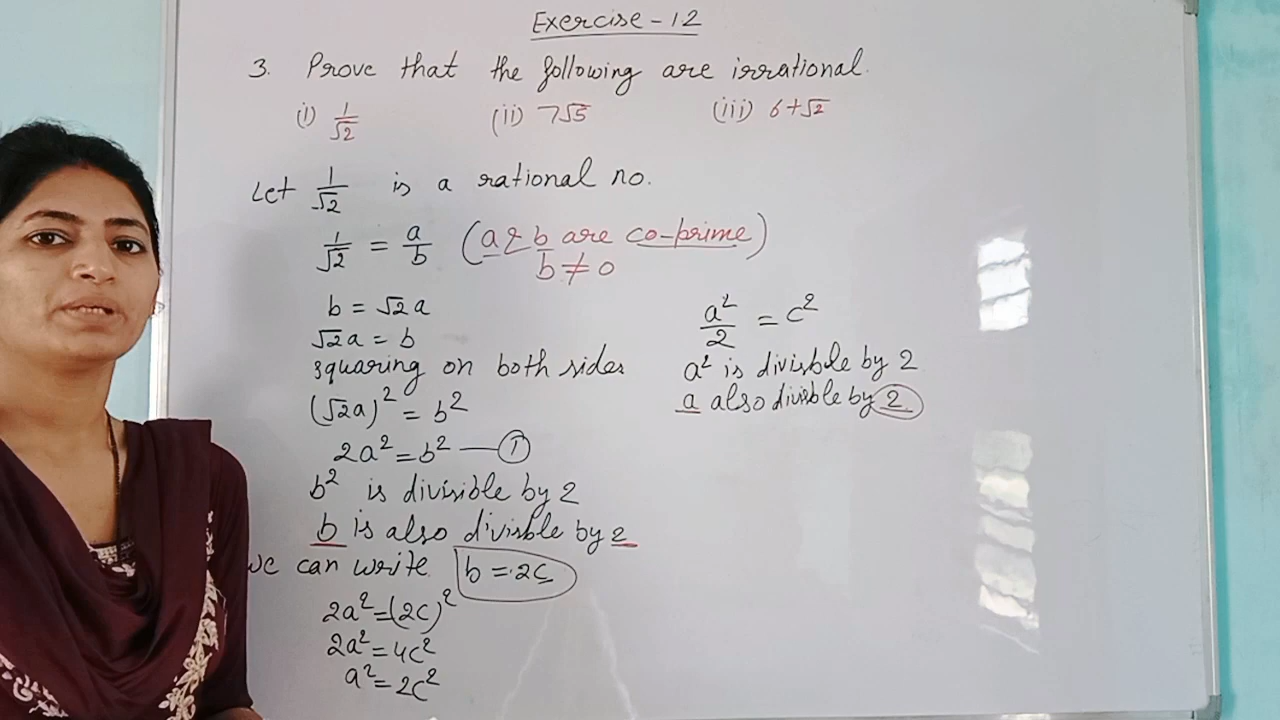 Exercise - 12
3. Prove that the following are irrational.
(i) 1/√2 (ii) 7√5 (iii) 6+√2
Let 1/√2 is a rational no.
1/√2 = a/b (a & b are co-prime)
b ≠ 0
b = √2 a
√2a = b
squaring on both sides
(√2a)² = b²
2a² = b² — ①
b² is divisible by 2
b is also divisble by 2
we can write b = 2c
2a² = (2c)²
2a² = 4c²
a² = 2c²
a²/2 = c²
a² is divisble by 2
a also divisble by 2